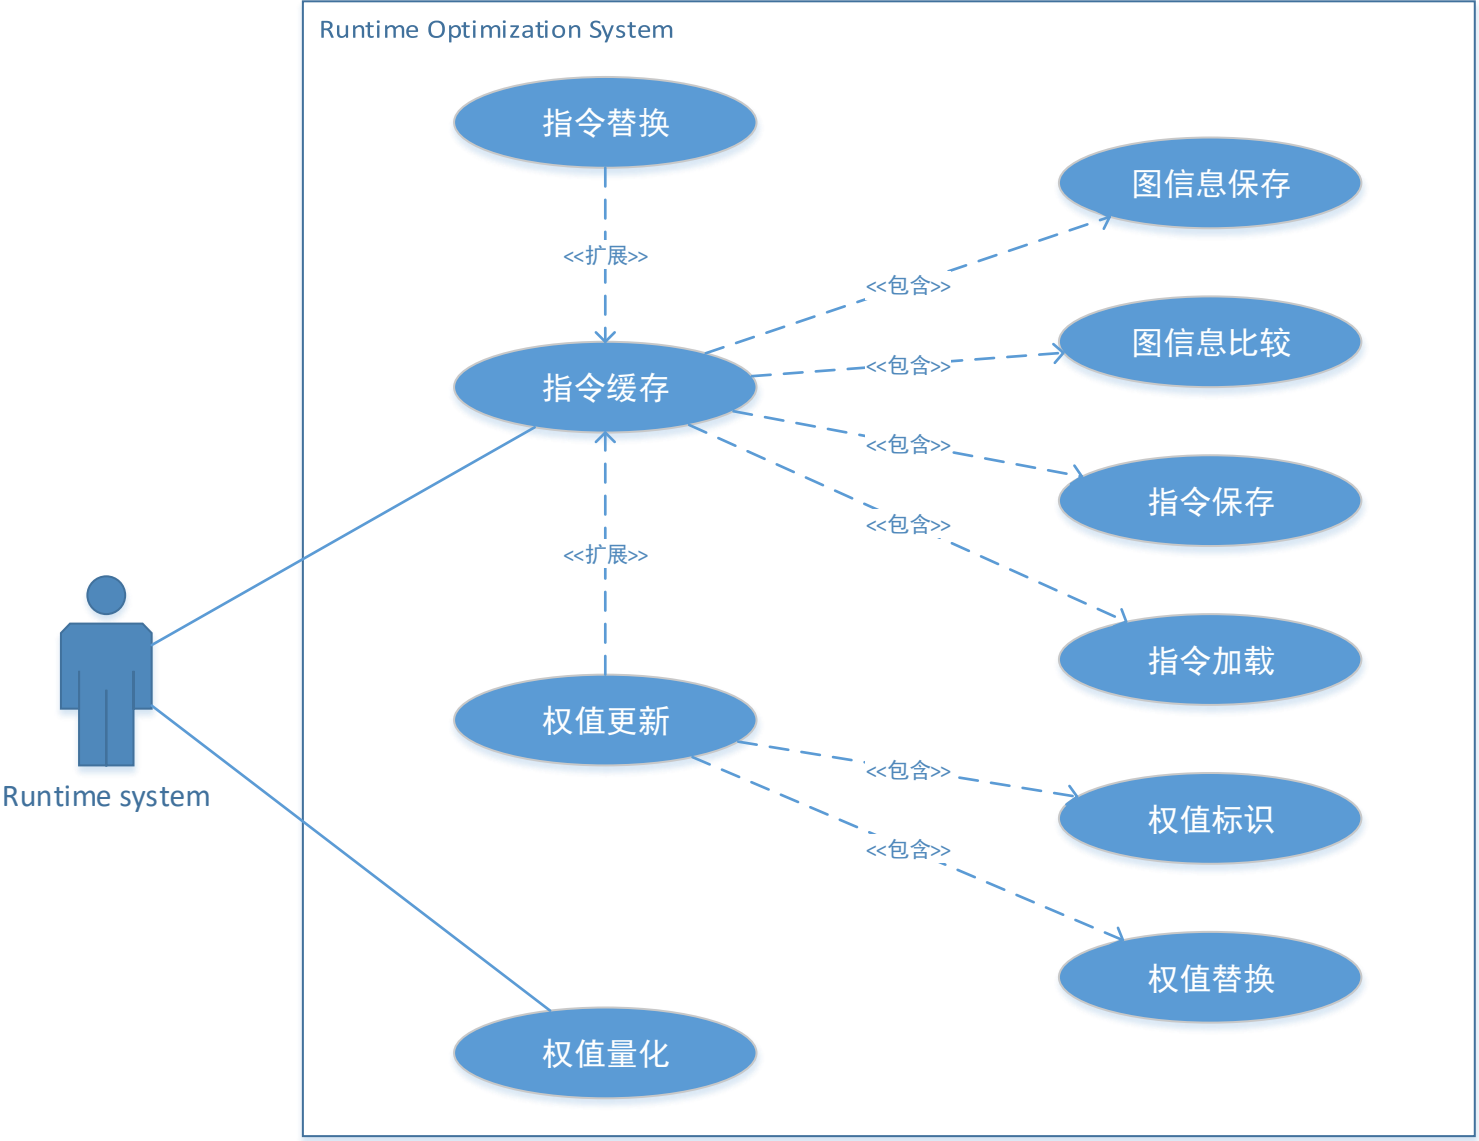 Runtime Optimization System
指令替换
图信息保存
<<扩展>>
<<包含>>
图信息比较
<<包含>>
指令缓存
<<包含>>
指令保存
<<包含>>
<<扩展>>
指令加载
权值更新
<<包含>>
Runtime system
权值标识
<<包含>>
权值替换
权值量化